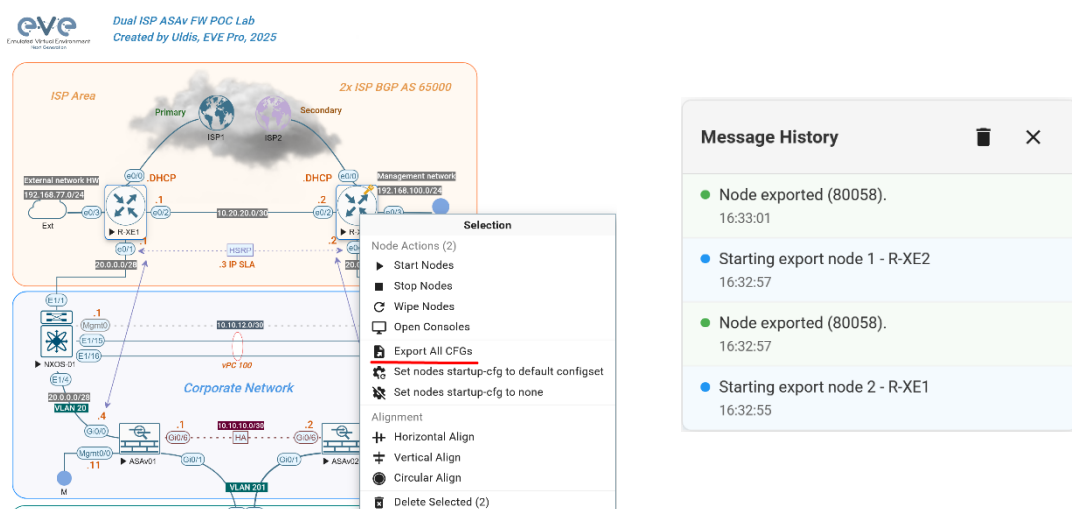 EVE
Emulated Virtual Environment
Next Generation
Dual ISP ASAv FW POC Lab
Created by Uldis, EVE Pro, 2025
ISP Area
2x ISP BGP AS 65000
Primary
Secondary
ISP1
ISP2
External network HW
192.168.77.0/24
e0/0
.DHCP
.DHCP
e0/0
Management network
192.168.100.0/24
Ext
e0/3
.1
e0/2
10.20.20.0/30
.2
e0/2
e0/3
R-XE1
R-X
e0/1
.1
HSRP
.2
e0/
20.0.0.0/28
.3 IP SLA
20.0
E1/1
Mgmt0
.1
10.10.12.0/30
E1/15
E1/16
NXOS-01
vPC 100
E1/4
Corporate Network
20.0.0.0/28
VLAN 20
.4
Gi0/0
.1
Gi0/6
10.10.10.0/30
HA
.2
Gi0/6
Mgmt0/0
.11
ASAv01
Gi0/1
Gi0/1
ASAv02
M
VLAN 201
Selection
Node Actions (2)
Start Nodes
Stop Nodes
Wipe Nodes
Open Consoles
Export All CFGs
Set nodes startup-cfg to default configset
Set nodes startup-cfg to none
Alignment
Horizontal Align
Vertical Align
Circular Align
Delete Selected (2)
Message History
Node exported (80058).
16:33:01
Starting export node 1 - R-XE2
16:32:57
Node exported (80058).
16:32:57
Starting export node 2 - R-XE1
16:32:55